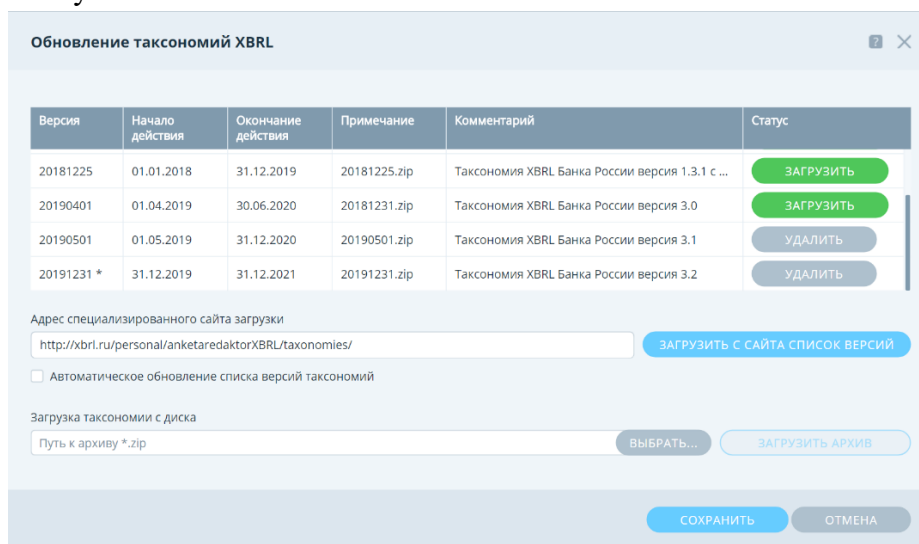 Обновление таксономий XBRL
?
Версия Начало действия Окончание действия Примечание Комментарий Статус
20181225 01.01.2018 31.12.2019 20181225.zip Таксономия XBRL Банка России версия 1.3.1 с ... ЗАГРУЗИТЬ
20190401 01.04.2019 30.06.2020 20181231.zip Таксономия XBRL Банка России версия 3.0 ЗАГРУЗИТЬ
20190501 01.05.2019 31.12.2020 20190501.zip Таксономия XBRL Банка России версия 3.1 УДАЛИТЬ
20191231 * 31.12.2019 31.12.2021 20191231.zip Таксономия XBRL Банка России версия 3.2 УДАЛИТЬ
Адрес специализированного сайта загрузки
http://xbrl.ru/personal/anketaredaktorXBRL/taxonomies/ ЗАГРУЗИТЬ С САЙТА СПИСОК ВЕРСИЙ
Автоматическое обновление списка версий таксономий
Загрузка таксономии с диска
Путь к архиву *.zip ВЫБРАТЬ... ЗАГРУЗИТЬ АРХИВ
СОХРАНИТЬ ОТМЕНА